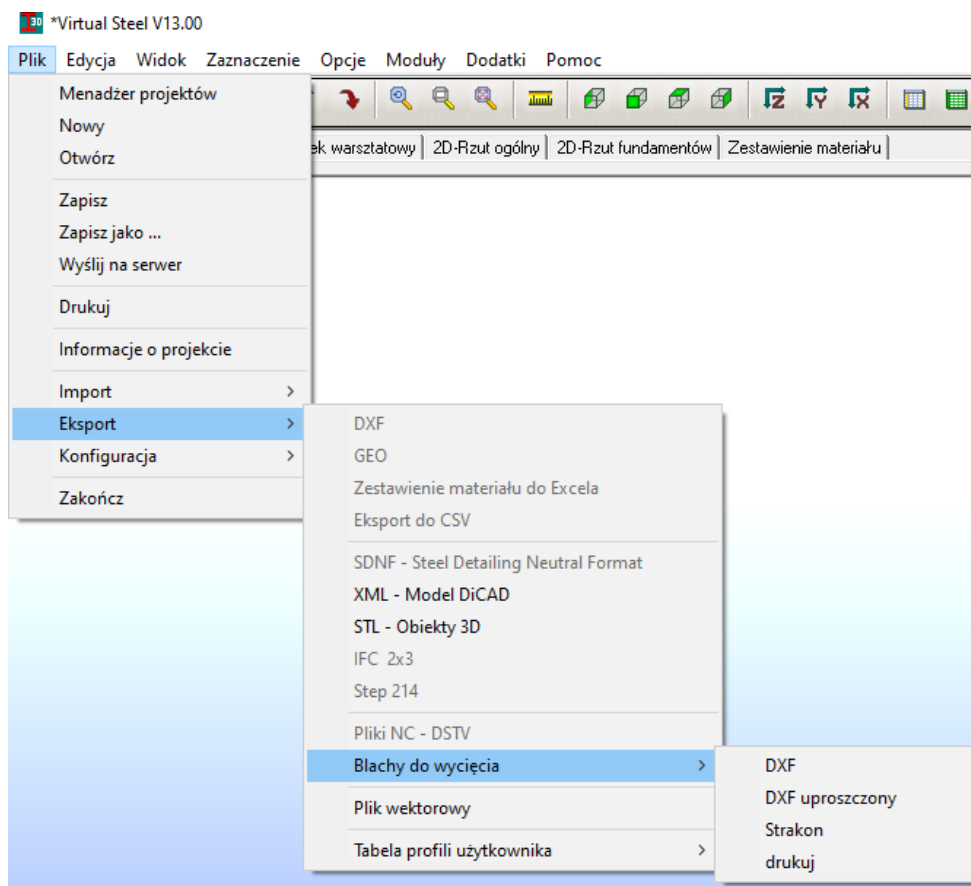 3D *Virtual Steel V13.00
Plik Edycja Widok Zaznaczenie Opcje Moduły Dodatki Pomoc
Z Y X
ek warsztatowy 2D-Rzut ogólny 2D-Rzut fundamentów Zestawienie materiału
Menadżer projektów
Nowy
Otwórz
Zapisz
Zapisz jako ...
Wyślij na serwer
Drukuj
Informacje o projekcie
Import
Eksport
Konfiguracja
Zakończ
DXF
GEO
Zestawienie materiału do Excela
Eksport do CSV
SDNF - Steel Detailing Neutral Format
XML - Model DiCAD
STL - Obiekty 3D
IFC 2x3
Step 214
Pliki NC - DSTV
Blachy do wycięcia
Plik wektorowy
Tabela profili użytkownika
DXF
DXF uproszczony
Strakon
drukuj